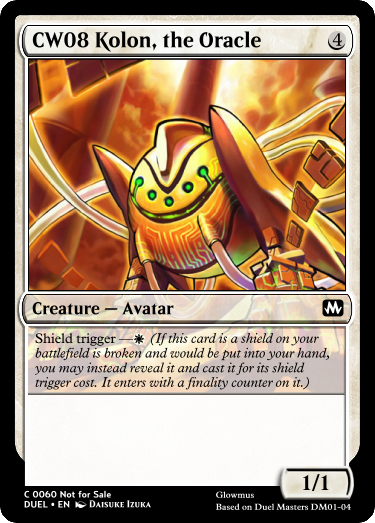 CW08 Kolon, the Oracle 4
Creature — Avatar
Shield trigger — (If this card is a shield on your
battlefield is broken and would be put into your hand,
you may instead reveal it and cast it for its shield
trigger cost. It enters with a finality counter on it.)
1/1
C 0060 Not for Sale
DUEL • EN Daisuke Izuka
Glowmus
Based on Duel Masters DM01-04